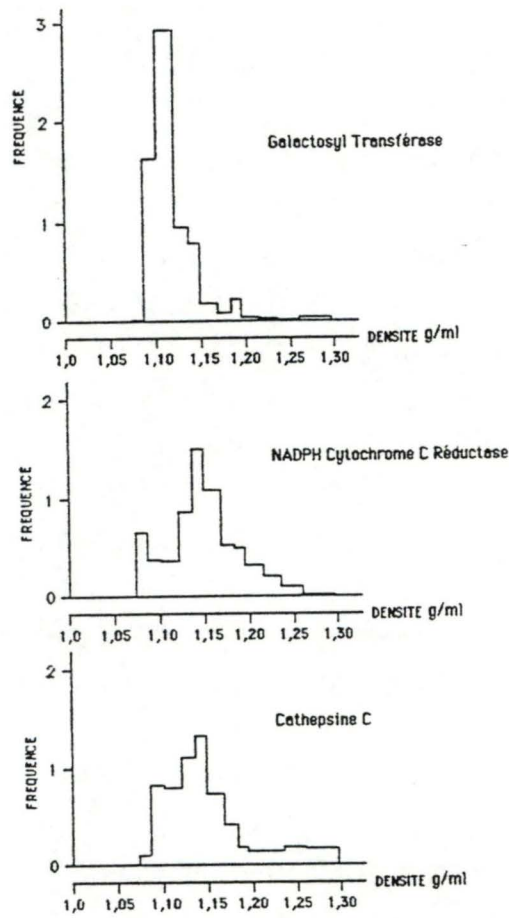 3
2
1
0
FREQUENCE
Galactosyl Transférase
DENSITE g/ml
1,0 1,05 1,10 1,15 1,20 1,25 1,30
2
1
0
FREQUENCE
NADPH Cytochrome C Réductase
DENSITE g/ml
1,0 1,05 1,10 1,15 1,20 1,25 1,30
2
1
0
FREQUENCE
Cathepsine C
DENSITE g/ml
1,0 1,05 1,10 1,15 1,20 1,25 1,30